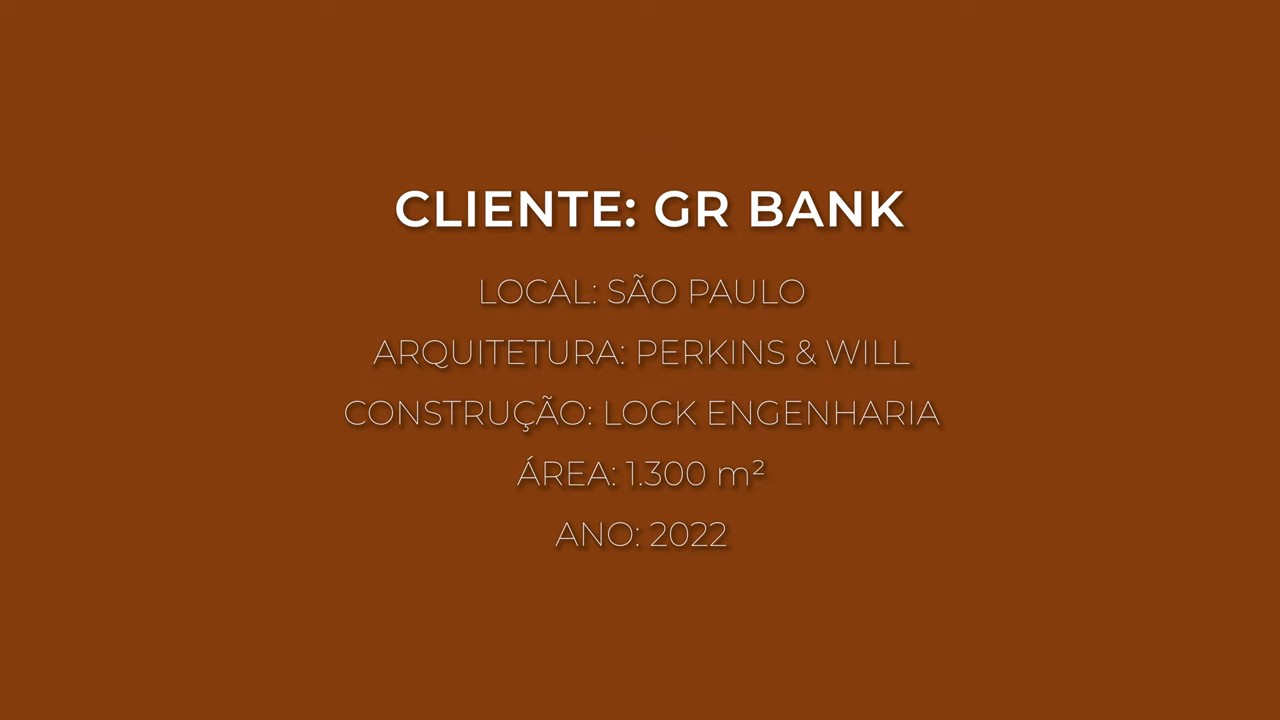 CLIENTE: GR BANK
LOCAL: SÃO PAULO
ARQUITETURA: PERKINS & WILL
CONSTRUÇÃO: LOCK ENGENHARIA
ÁREA: 1.300 m²
ANO: 2022